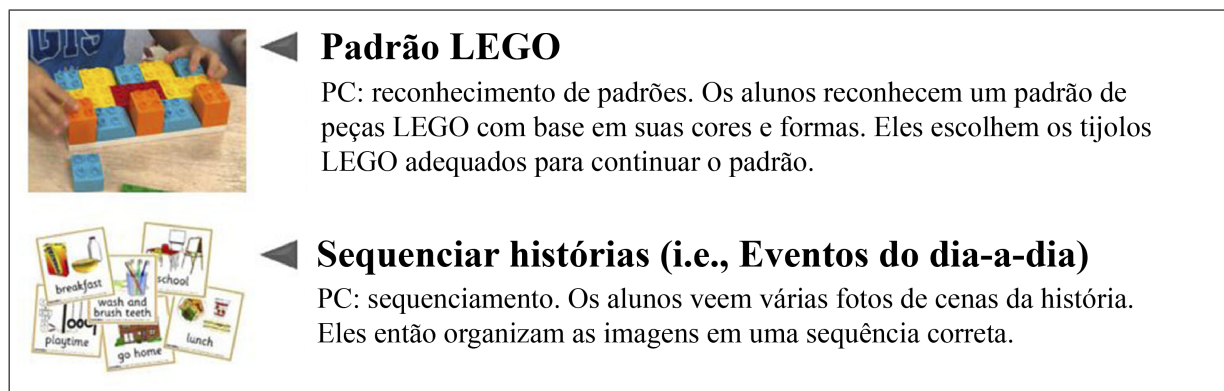 Padrão LEGO
PC: reconhecimento de padrões. Os alunos reconhecem um padrão de
peças LEGO com base em suas cores e formas. Eles escolhem os tijolos
LEGO adequados para continuar o padrão.
Sequenciar histórias (i.e., Eventos do dia-a-dia)
PC: sequenciamento. Os alunos veem várias fotos de cenas da história.
Eles então organizam as imagens em uma sequência correta.
breakfast
school
wash and
brush teeth
playtime
go home
lunch